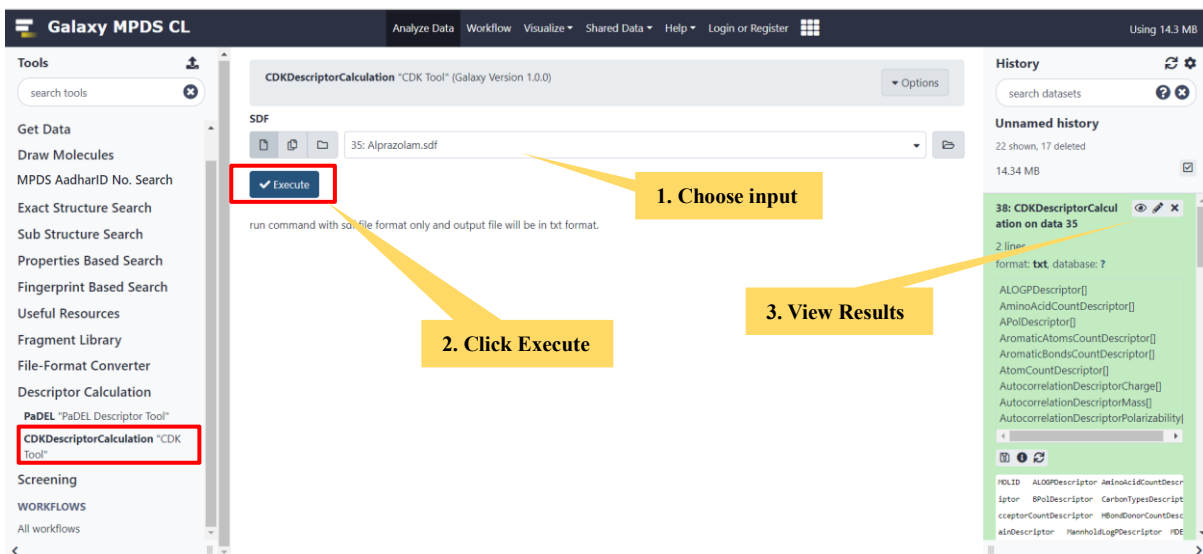 Galaxy MPDS CL
Analyze Data Workflow Visualize Shared Data Help Login or Register
Using 14.3 MB
Tools
search tools
Get Data
Draw Molecules
MPDS AadharID No. Search
Exact Structure Search
Sub Structure Search
Properties Based Search
Fingerprint Based Search
Useful Resources
Fragment Library
File-Format Converter
Descriptor Calculation
PaDEL "PaDEL Descriptor Tool"
CDKDescriptorCalculation "CDK
Tool"
Screening
WORKFLOWS
All workflows
CDKDescriptorCalculation "CDK Tool" (Galaxy Version 1.0.0)
Options
SDF
35: Alprazolam.sdf
Execute
1. Choose input
run command with sdf file format only and output file will be in txt format.
3. View Results
2. Click Execute
History
search datasets
Unnamed history
22 shown, 17 deleted
14.34 MB
38: CDKDescriptorCalcul
ation on data 35
2 lines
format: txt, database: ?
ALOGPDescriptor[]
AminoAcidCountDescriptor[]
APolDescriptor[]
AromaticAtomsCountDescriptor[]
AromaticBondsCountDescriptor[]
AtomCountDescriptor[]
AutocorrelationDescriptorCharge[]
AutocorrelationDescriptorMass[]
AutocorrelationDescriptorPolarizability[
MOLID ALOGPDescriptor AminoAcidCountDescr
iptor BPolDescriptor CarbonTypesDescript
cceptorCountDescriptor HBondDonorCountDesc
ainDescriptor MannholdLogPDescriptor MDE